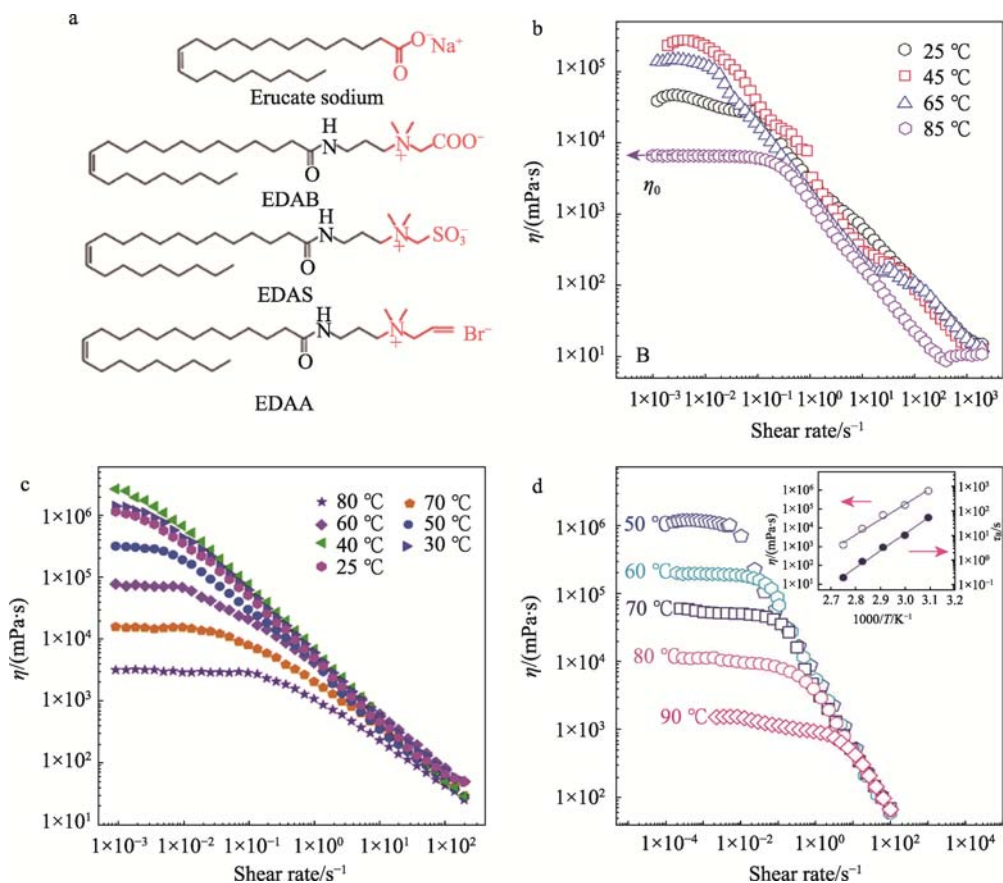 a
O⁻Na⁺
O
Erucate sodium
H
N
O
N
+
COO⁻
EDAB
H
N
O
N
+
SO₃⁻
EDAS
H
N
O
N
+
Br⁻
EDAA
b
1×10⁵
1×10⁴
1×10³
1×10²
1×10¹
η/(mPa·s)
25 ℃
45 ℃
65 ℃
85 ℃
η₀
B
1×10⁻³ 1×10⁻² 1×10⁻¹ 1×10⁰ 1×10¹ 1×10² 1×10³
Shear rate/s⁻¹
c
1×10⁶
1×10⁵
1×10⁴
1×10³
1×10²
1×10¹
η/(mPa·s)
80 ℃ 70 ℃
60 ℃ 50 ℃
40 ℃ 30 ℃
25 ℃
1×10⁻³ 1×10⁻² 1×10⁻¹ 1×10⁰ 1×10¹ 1×10²
Shear rate/s⁻¹
d
1×10⁶
1×10⁵
1×10⁴
1×10³
1×10²
η/(mPa·s)
50 °
60 ℃
70 ℃
80 ℃
90 ℃
1×10⁶
1×10⁵
1×10⁴
1×10³
1×10²
1×10¹
η/(mPa·s)
1×10³
1×10²
1×10¹
1×10⁰
1×10⁻¹
2.7 2.8 2.9 3.0 3.1 3.2
1000/T/K⁻¹
1×10⁻⁴ 1×10⁻² 1×10⁰ 1×10² 1×10⁴
Shear rate/s⁻¹